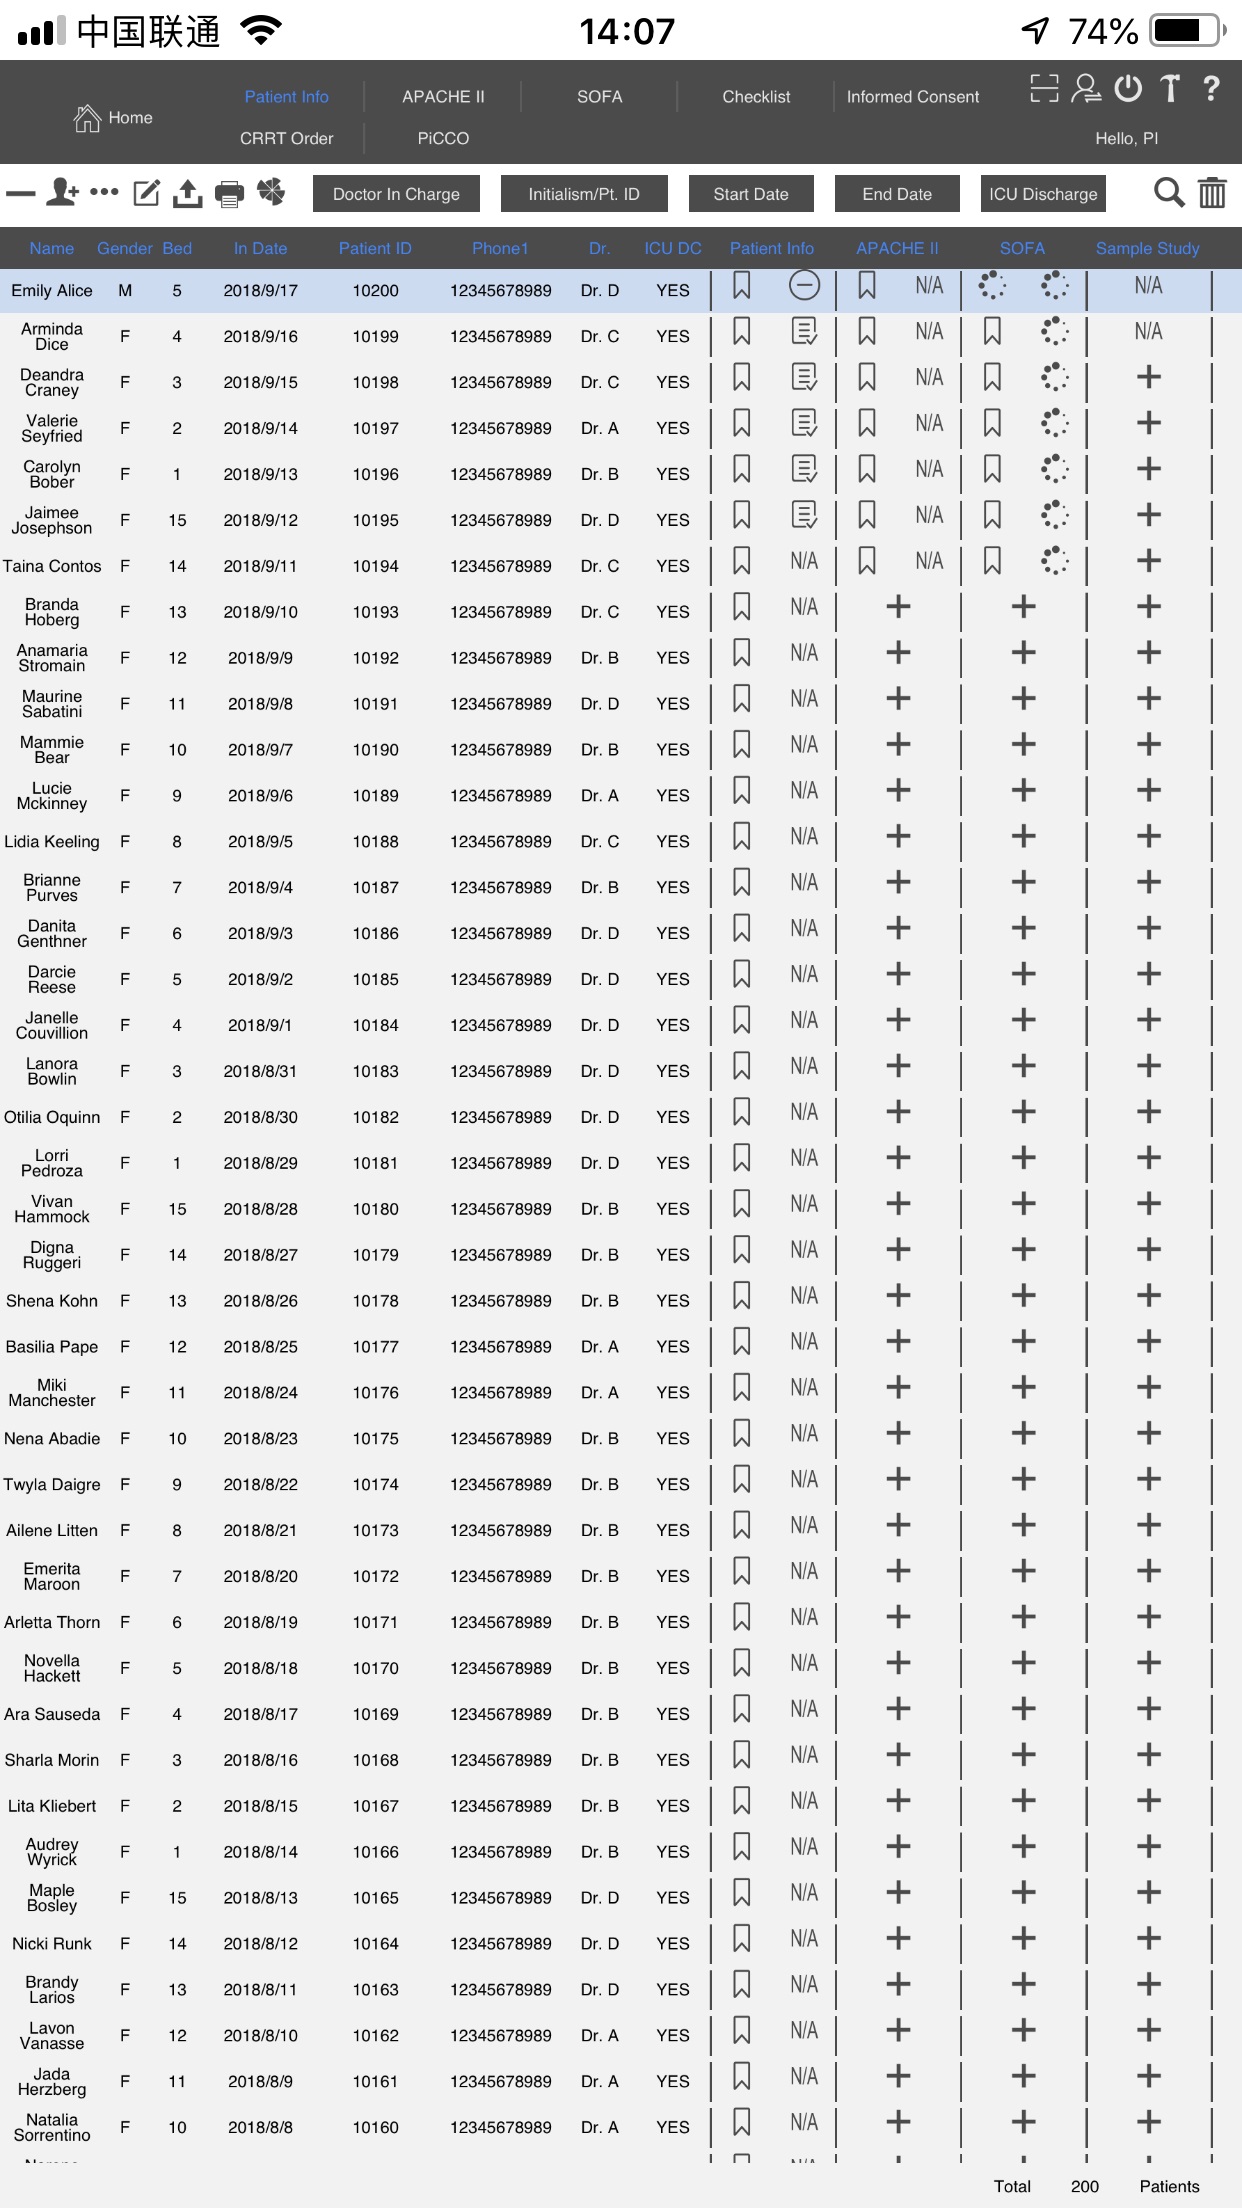 中国联通 14:07 74%
Patient Info APACHE II SOFA Checklist Informed Consent
Home
CRRT Order PiCCO Hello, PI
Doctor In Charge Initialism/Pt. ID Start Date End Date ICU Discharge
Name Gender Bed In Date Patient ID Phone1 Dr. ICU DC Patient Info APACHE II SOFA Sample Study
Emily Alice M 5 2018/9/17 10200 12345678989 Dr. D YES N/A N/A
Arminda Dice F 4 2018/9/16 10199 12345678989 Dr. C YES N/A N/A
Deandra Craney F 3 2018/9/15 10198 12345678989 Dr. C YES N/A
Valerie Seyfried F 2 2018/9/14 10197 12345678989 Dr. A YES N/A
Carolyn Bober F 1 2018/9/13 10196 12345678989 Dr. B YES N/A
Jaimee Josephson F 15 2018/9/12 10195 12345678989 Dr. D YES N/A
Taina Contos F 14 2018/9/11 10194 12345678989 Dr. C YES N/A N/A
Branda Hoberg F 13 2018/9/10 10193 12345678989 Dr. C YES N/A
Anamaria Stromain F 12 2018/9/9 10192 12345678989 Dr. B YES N/A
Maurine Sabatini F 11 2018/9/8 10191 12345678989 Dr. D YES N/A
Mammie Bear F 10 2018/9/7 10190 12345678989 Dr. B YES N/A
Lucie Mckinney F 9 2018/9/6 10189 12345678989 Dr. A YES N/A
Lidia Keeling F 8 2018/9/5 10188 12345678989 Dr. C YES N/A
Brianne Purves F 7 2018/9/4 10187 12345678989 Dr. B YES N/A
Danita Genthner F 6 2018/9/3 10186 12345678989 Dr. D YES N/A
Darcie Reese F 5 2018/9/2 10185 12345678989 Dr. D YES N/A
Janelle Couvillion F 4 2018/9/1 10184 12345678989 Dr. D YES N/A
Lanora Bowlin F 3 2018/8/31 10183 12345678989 Dr. D YES N/A
Otilia Oquinn F 2 2018/8/30 10182 12345678989 Dr. D YES N/A
Lorri Pedroza F 1 2018/8/29 10181 12345678989 Dr. D YES N/A
Vivan Hammock F 15 2018/8/28 10180 12345678989 Dr. B YES N/A
Digna Ruggeri F 14 2018/8/27 10179 12345678989 Dr. B YES N/A
Shena Kohn F 13 2018/8/26 10178 12345678989 Dr. B YES N/A
Basilia Pape F 12 2018/8/25 10177 12345678989 Dr. A YES N/A
Miki Manchester F 11 2018/8/24 10176 12345678989 Dr. A YES N/A
Nena Abadie F 10 2018/8/23 10175 12345678989 Dr. B YES N/A
Twyla Daigre F 9 2018/8/22 10174 12345678989 Dr. B YES N/A
Ailene Litten F 8 2018/8/21 10173 12345678989 Dr. B YES N/A
Emerita Maroon F 7 2018/8/20 10172 12345678989 Dr. B YES N/A
Arletta Thorn F 6 2018/8/19 10171 12345678989 Dr. B YES N/A
Novella Hackett F 5 2018/8/18 10170 12345678989 Dr. B YES N/A
Ara Sauseda F 4 2018/8/17 10169 12345678989 Dr. B YES N/A
Sharla Morin F 3 2018/8/16 10168 12345678989 Dr. B YES N/A
Lita Kliebert F 2 2018/8/15 10167 12345678989 Dr. B YES N/A
Audrey Wyrick F 1 2018/8/14 10166 12345678989 Dr. B YES N/A
Maple Bosley F 15 2018/8/13 10165 12345678989 Dr. D YES N/A
Nicki Runk F 14 2018/8/12 10164 12345678989 Dr. D YES N/A
Brandy Larios F 13 2018/8/11 10163 12345678989 Dr. D YES N/A
Lavon Vanasse F 12 2018/8/10 10162 12345678989 Dr. A YES N/A
Jada Herzberg F 11 2018/8/9 10161 12345678989 Dr. A YES N/A
Natalia Sorrentino F 10 2018/8/8 10160 12345678989 Dr. A YES N/A
Total 200 Patients